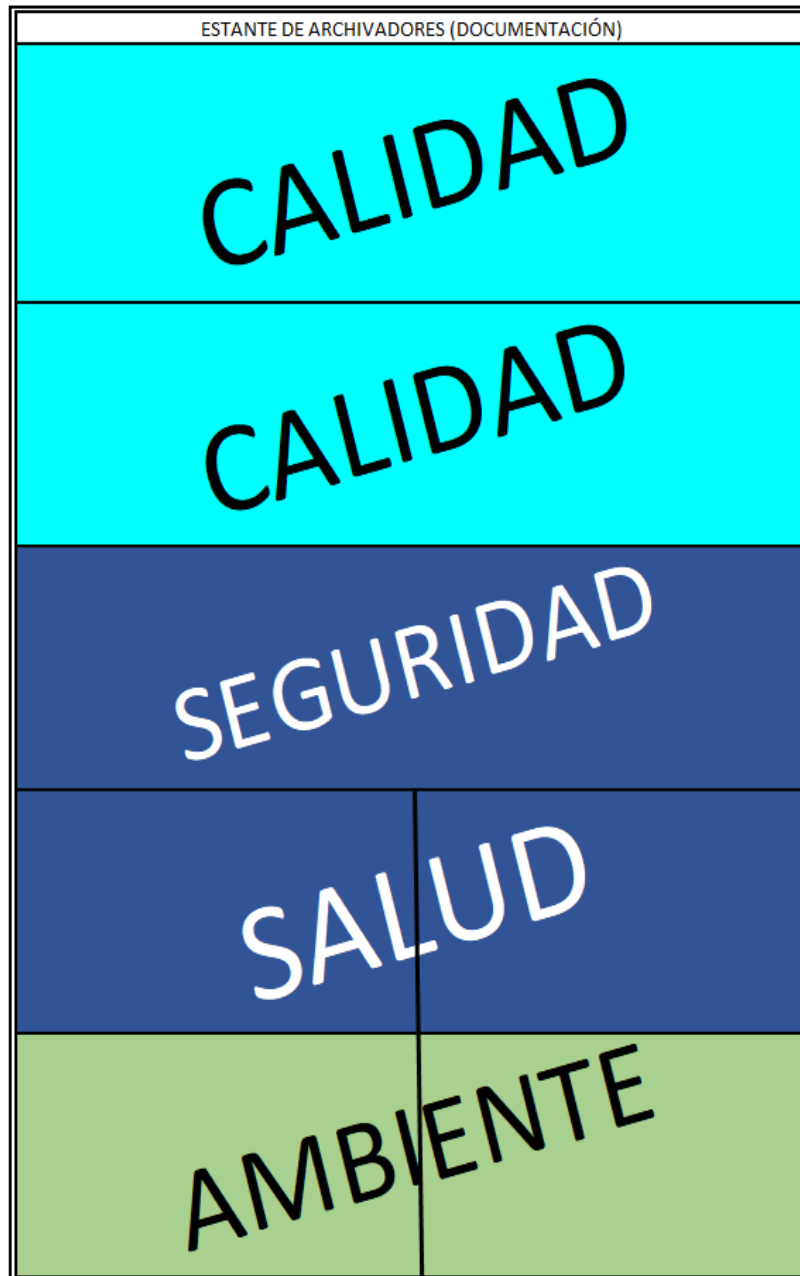 ESTANTE DE ARCHIVADORES (DOCUMENTACIÓN)
CALIDAD
CALIDAD
SEGURIDAD
SALUD
AMBIENTE